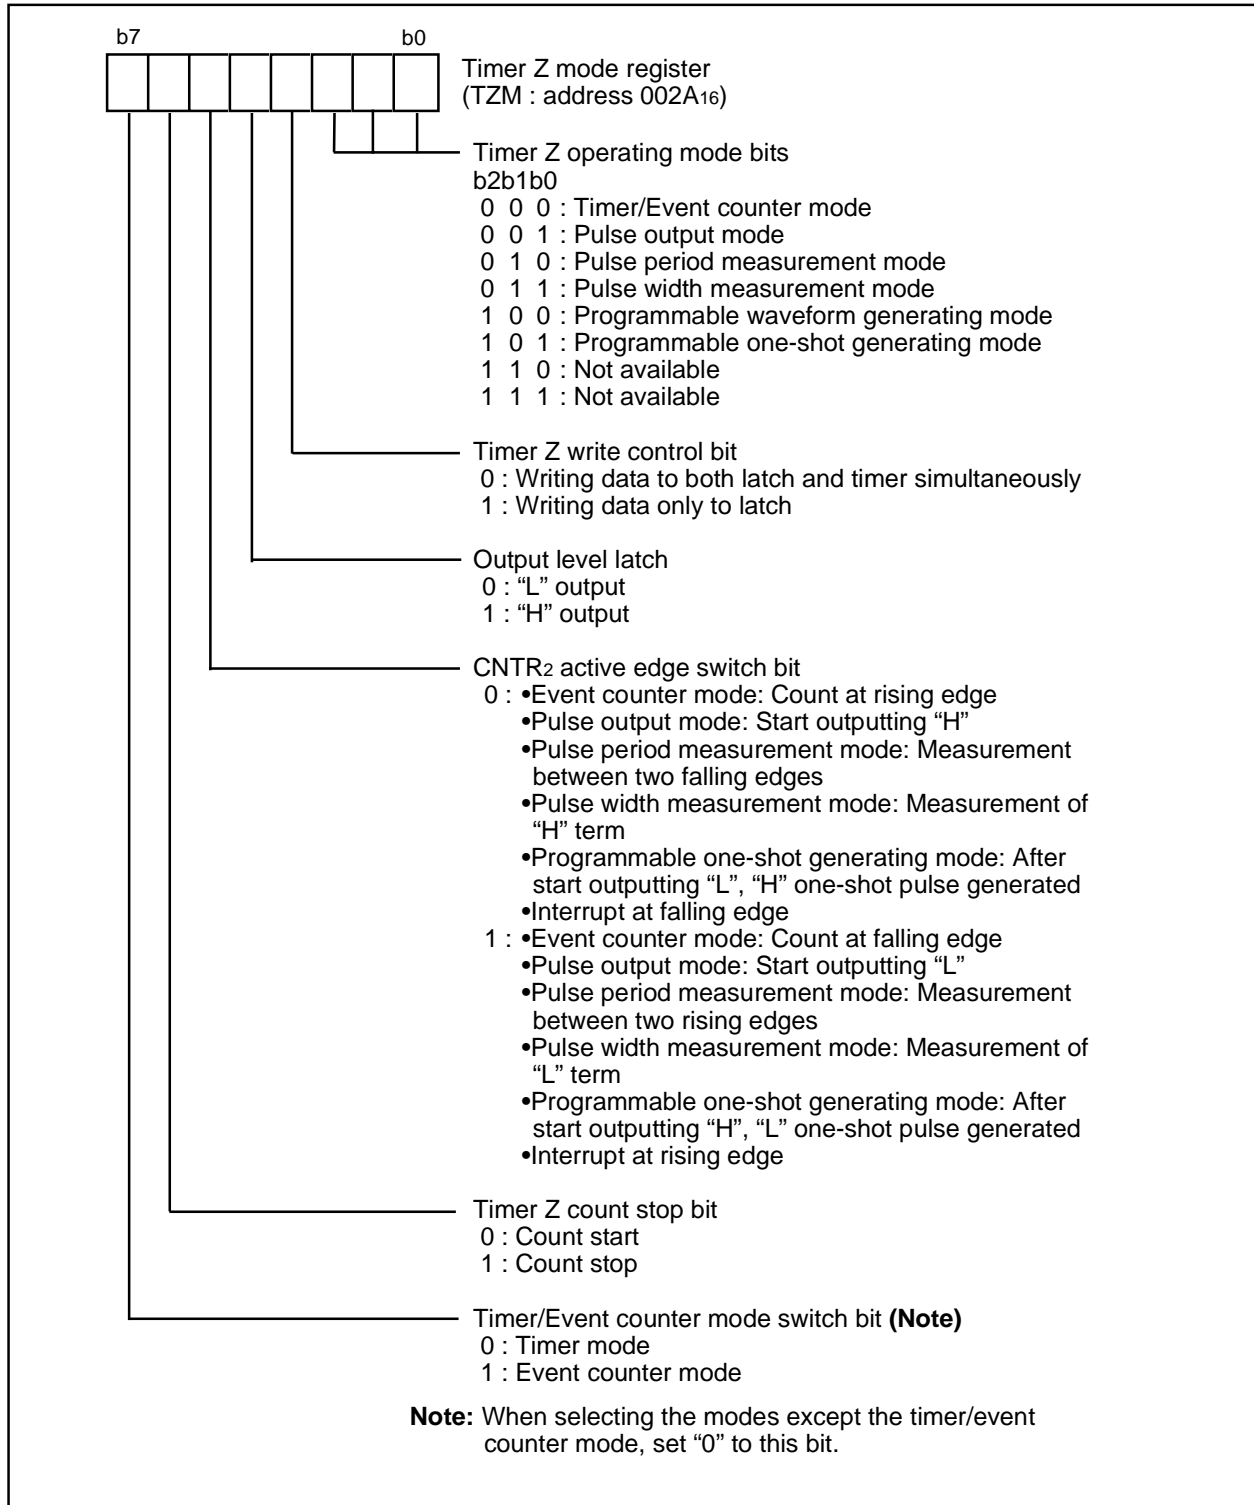 b7 b0
Timer Z mode register
(TZM : address 002A16)
Timer Z operating mode bits
b2b1b0
0 0 0 : Timer/Event counter mode
0 0 1 : Pulse output mode
0 1 0 : Pulse period measurement mode
0 1 1 : Pulse width measurement mode
1 0 0 : Programmable waveform generating mode
1 0 1 : Programmable one-shot generating mode
1 1 0 : Not available
1 1 1 : Not available
Timer Z write control bit
0 : Writing data to both latch and timer simultaneously
1 : Writing data only to latch
Output level latch
0 : “L” output
1 : “H” output
CNTR2 active edge switch bit
0 : •Event counter mode: Count at rising edge
•Pulse output mode: Start outputting “H”
•Pulse period measurement mode: Measurement
between two falling edges
•Pulse width measurement mode: Measurement of
“H” term
•Programmable one-shot generating mode: After
start outputting “L”, “H” one-shot pulse generated
•Interrupt at falling edge
1 : •Event counter mode: Count at falling edge
•Pulse output mode: Start outputting “L”
•Pulse period measurement mode: Measurement
between two rising edges
•Pulse width measurement mode: Measurement of
“L” term
•Programmable one-shot generating mode: After
start outputting “H”, “L” one-shot pulse generated
•Interrupt at rising edge
Timer Z count stop bit
0 : Count start
1 : Count stop
Timer/Event counter mode switch bit (Note)
0 : Timer mode
1 : Event counter mode
Note: When selecting the modes except the timer/event
counter mode, set “0” to this bit.